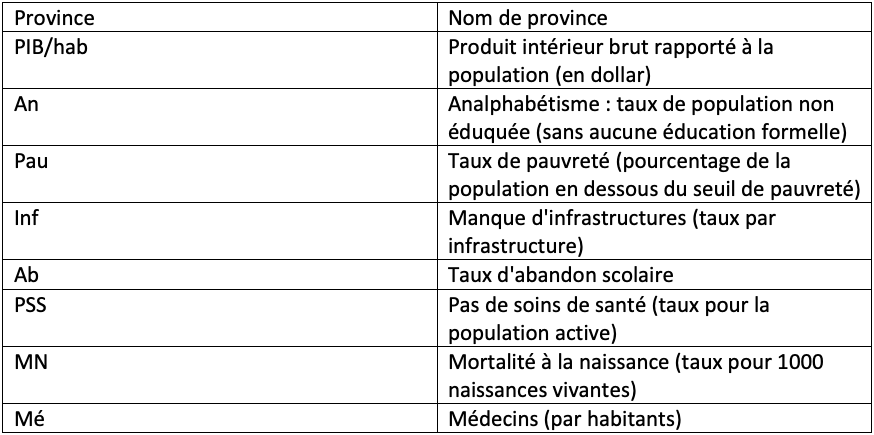 Province
Nom de province
PIB/hab
Produit intérieur brut rapporté à la
population (en dollar)
An
Analphabétisme : taux de population non
éduquée (sans aucune éducation formelle)
Pau
Taux de pauvreté (pourcentage de la
population en dessous du seuil de pauvreté)
Inf
Manque d'infrastructures (taux par
infrastructure)
Ab
Taux d'abandon scolaire
PSS
Pas de soins de santé (taux pour la
population active)
MN
Mortalité à la naissance (taux pour 1000
naissances vivantes)
Mé
Médecins (par habitants)